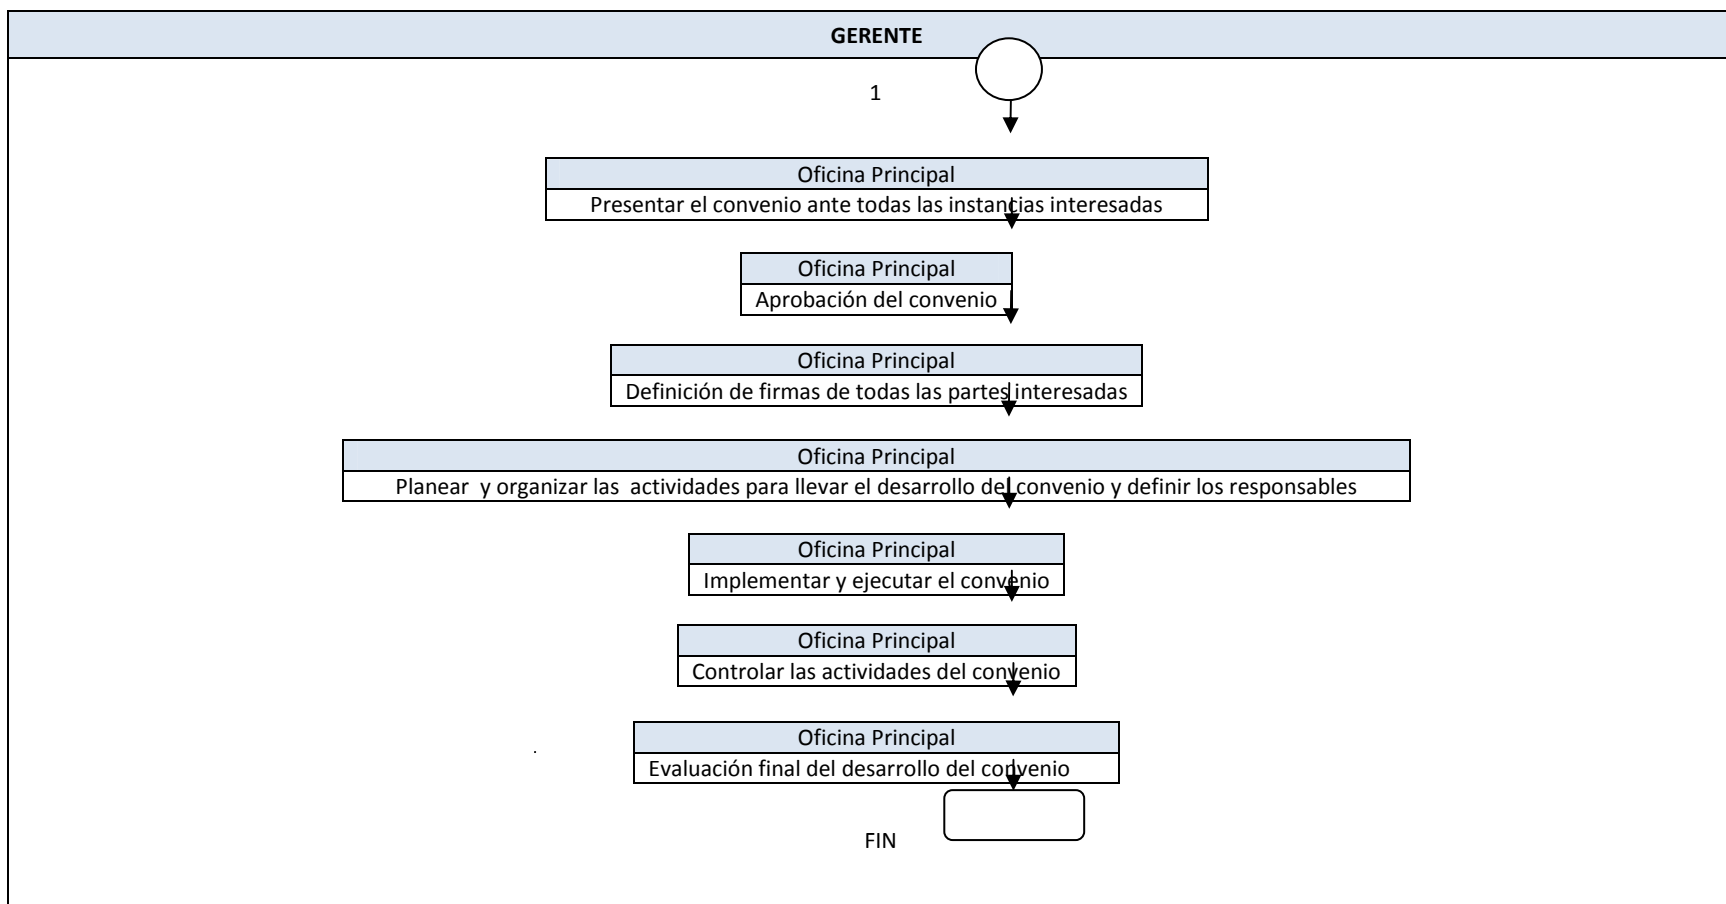 GERENTE
1
Oficina Principal
Presentar el convenio ante todas las instancias interesadas
Oficina Principal
Aprobación del convenio
Oficina Principal
Definición de firmas de todas las partes interesadas
Oficina Principal
Planear  y organizar las  actividades para llevar el desarrollo del convenio y definir los responsables
Oficina Principal
Implementar y ejecutar el convenio
Oficina Principal
Controlar las actividades del convenio
Oficina Principal
Evaluación final del desarrollo del convenio
FIN